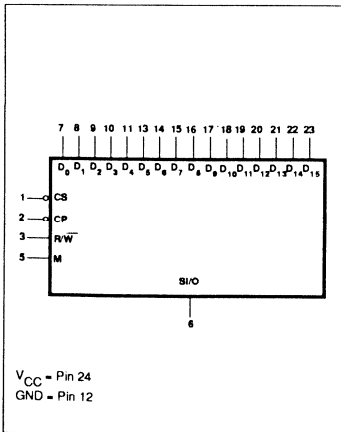 7 8 9 10 11 13 14 15 16 17 18 19 20 21 22 23
D0 D1 D2 D3 D4 D5 D6 D7 D8 D9 D10 D11 D12 D13 D14 D15
1 CS
2 CP
3 R/W̅
5 M
SI/O
6
VCC = Pin 24
GND = Pin 12